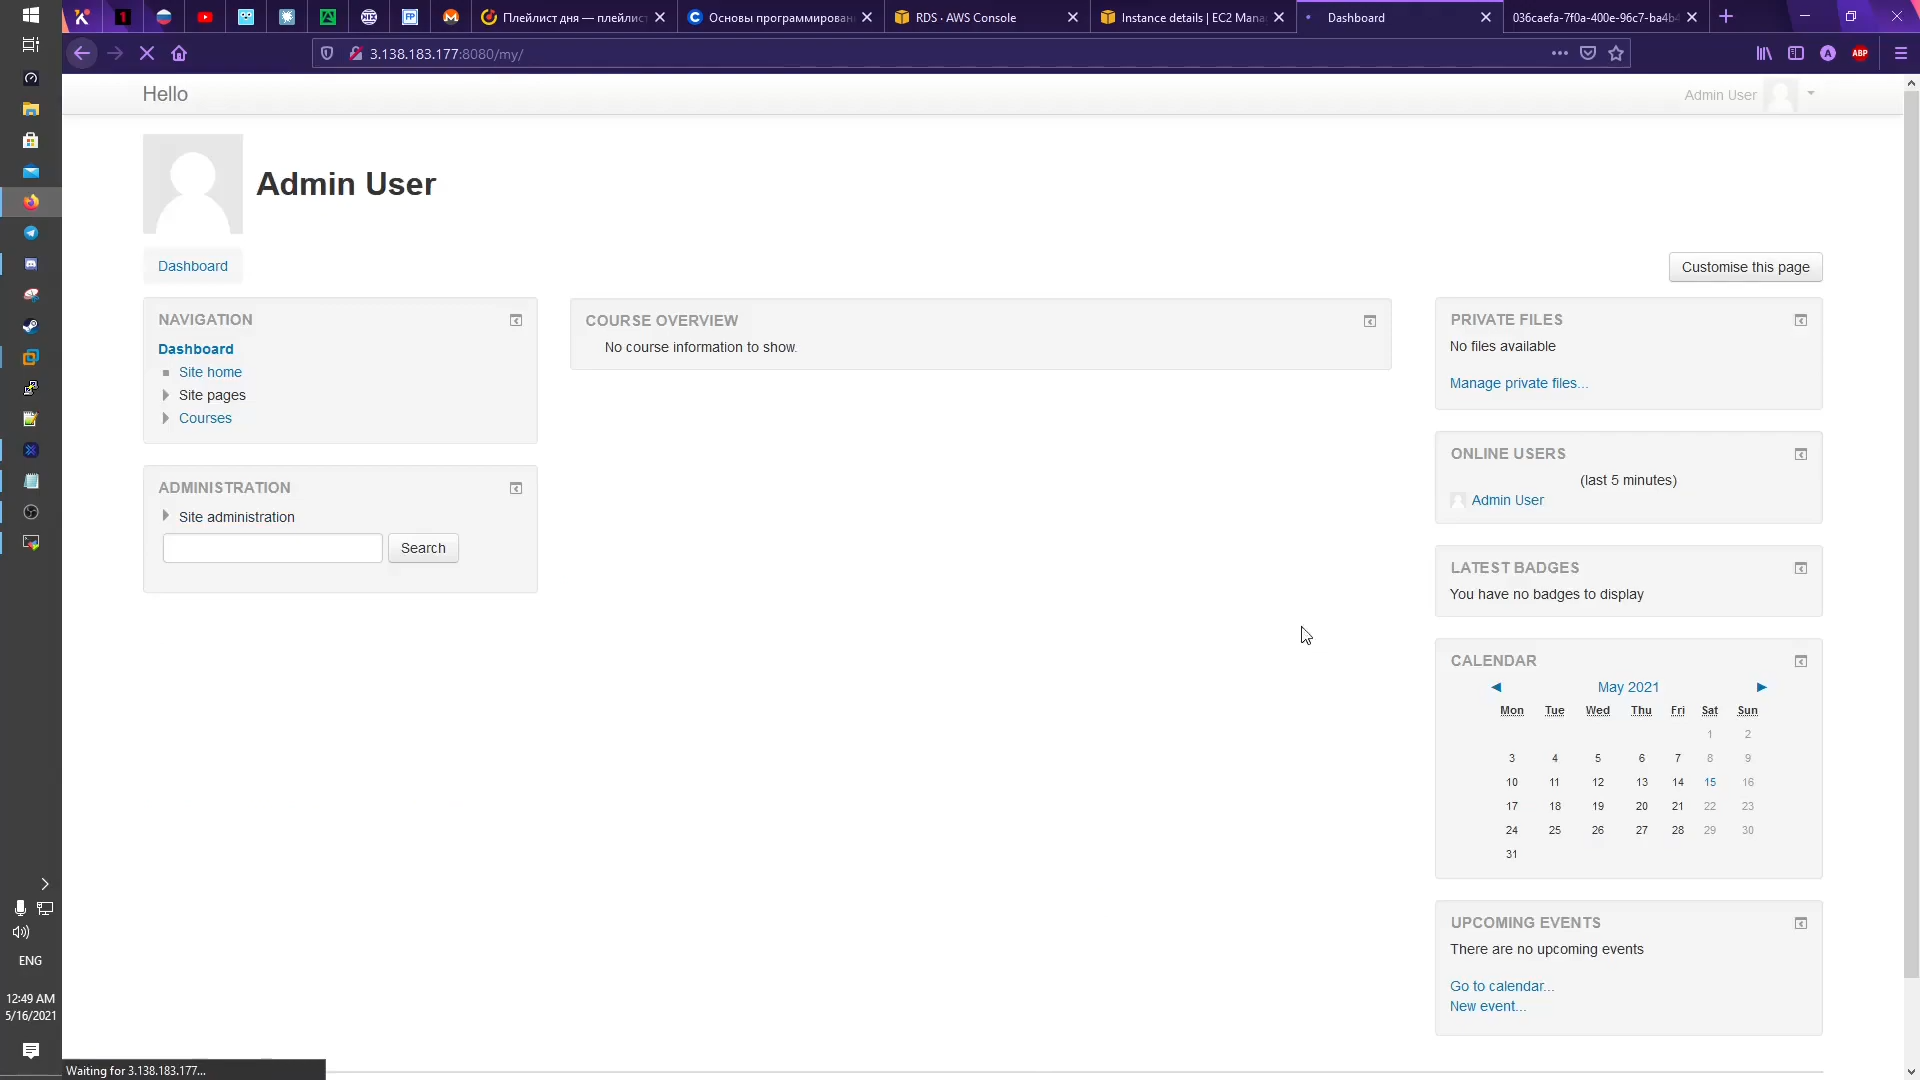 Плейлист дня — плейлис
Основы программирован
RDS · AWS Console
Instance details | EC2 Mana
Dashboard
036caefa-7f0a-400e-96c7-ba4b4
3.138.183.177:8080/my/
A
ABP
Hello
Admin User
Admin User
Dashboard
Customise this page
NAVIGATION
Dashboard
Site home
Site pages
Courses
ADMINISTRATION
Site administration
Search
COURSE OVERVIEW
No course information to show.
PRIVATE FILES
No files available
Manage private files...
ONLINE USERS
(last 5 minutes)
Admin User
LATEST BADGES
You have no badges to display
CALENDAR
◄ May 2021 ►
Mon Tue Wed Thu Fri Sat Sun
1 2
3 4 5 6 7 8 9
10 11 12 13 14 15 16
17 18 19 20 21 22 23
24 25 26 27 28 29 30
31
UPCOMING EVENTS
There are no upcoming events
Go to calendar...
New event...
ENG
12:49 AM
5/16/2021
Waiting for 3.138.183.177...